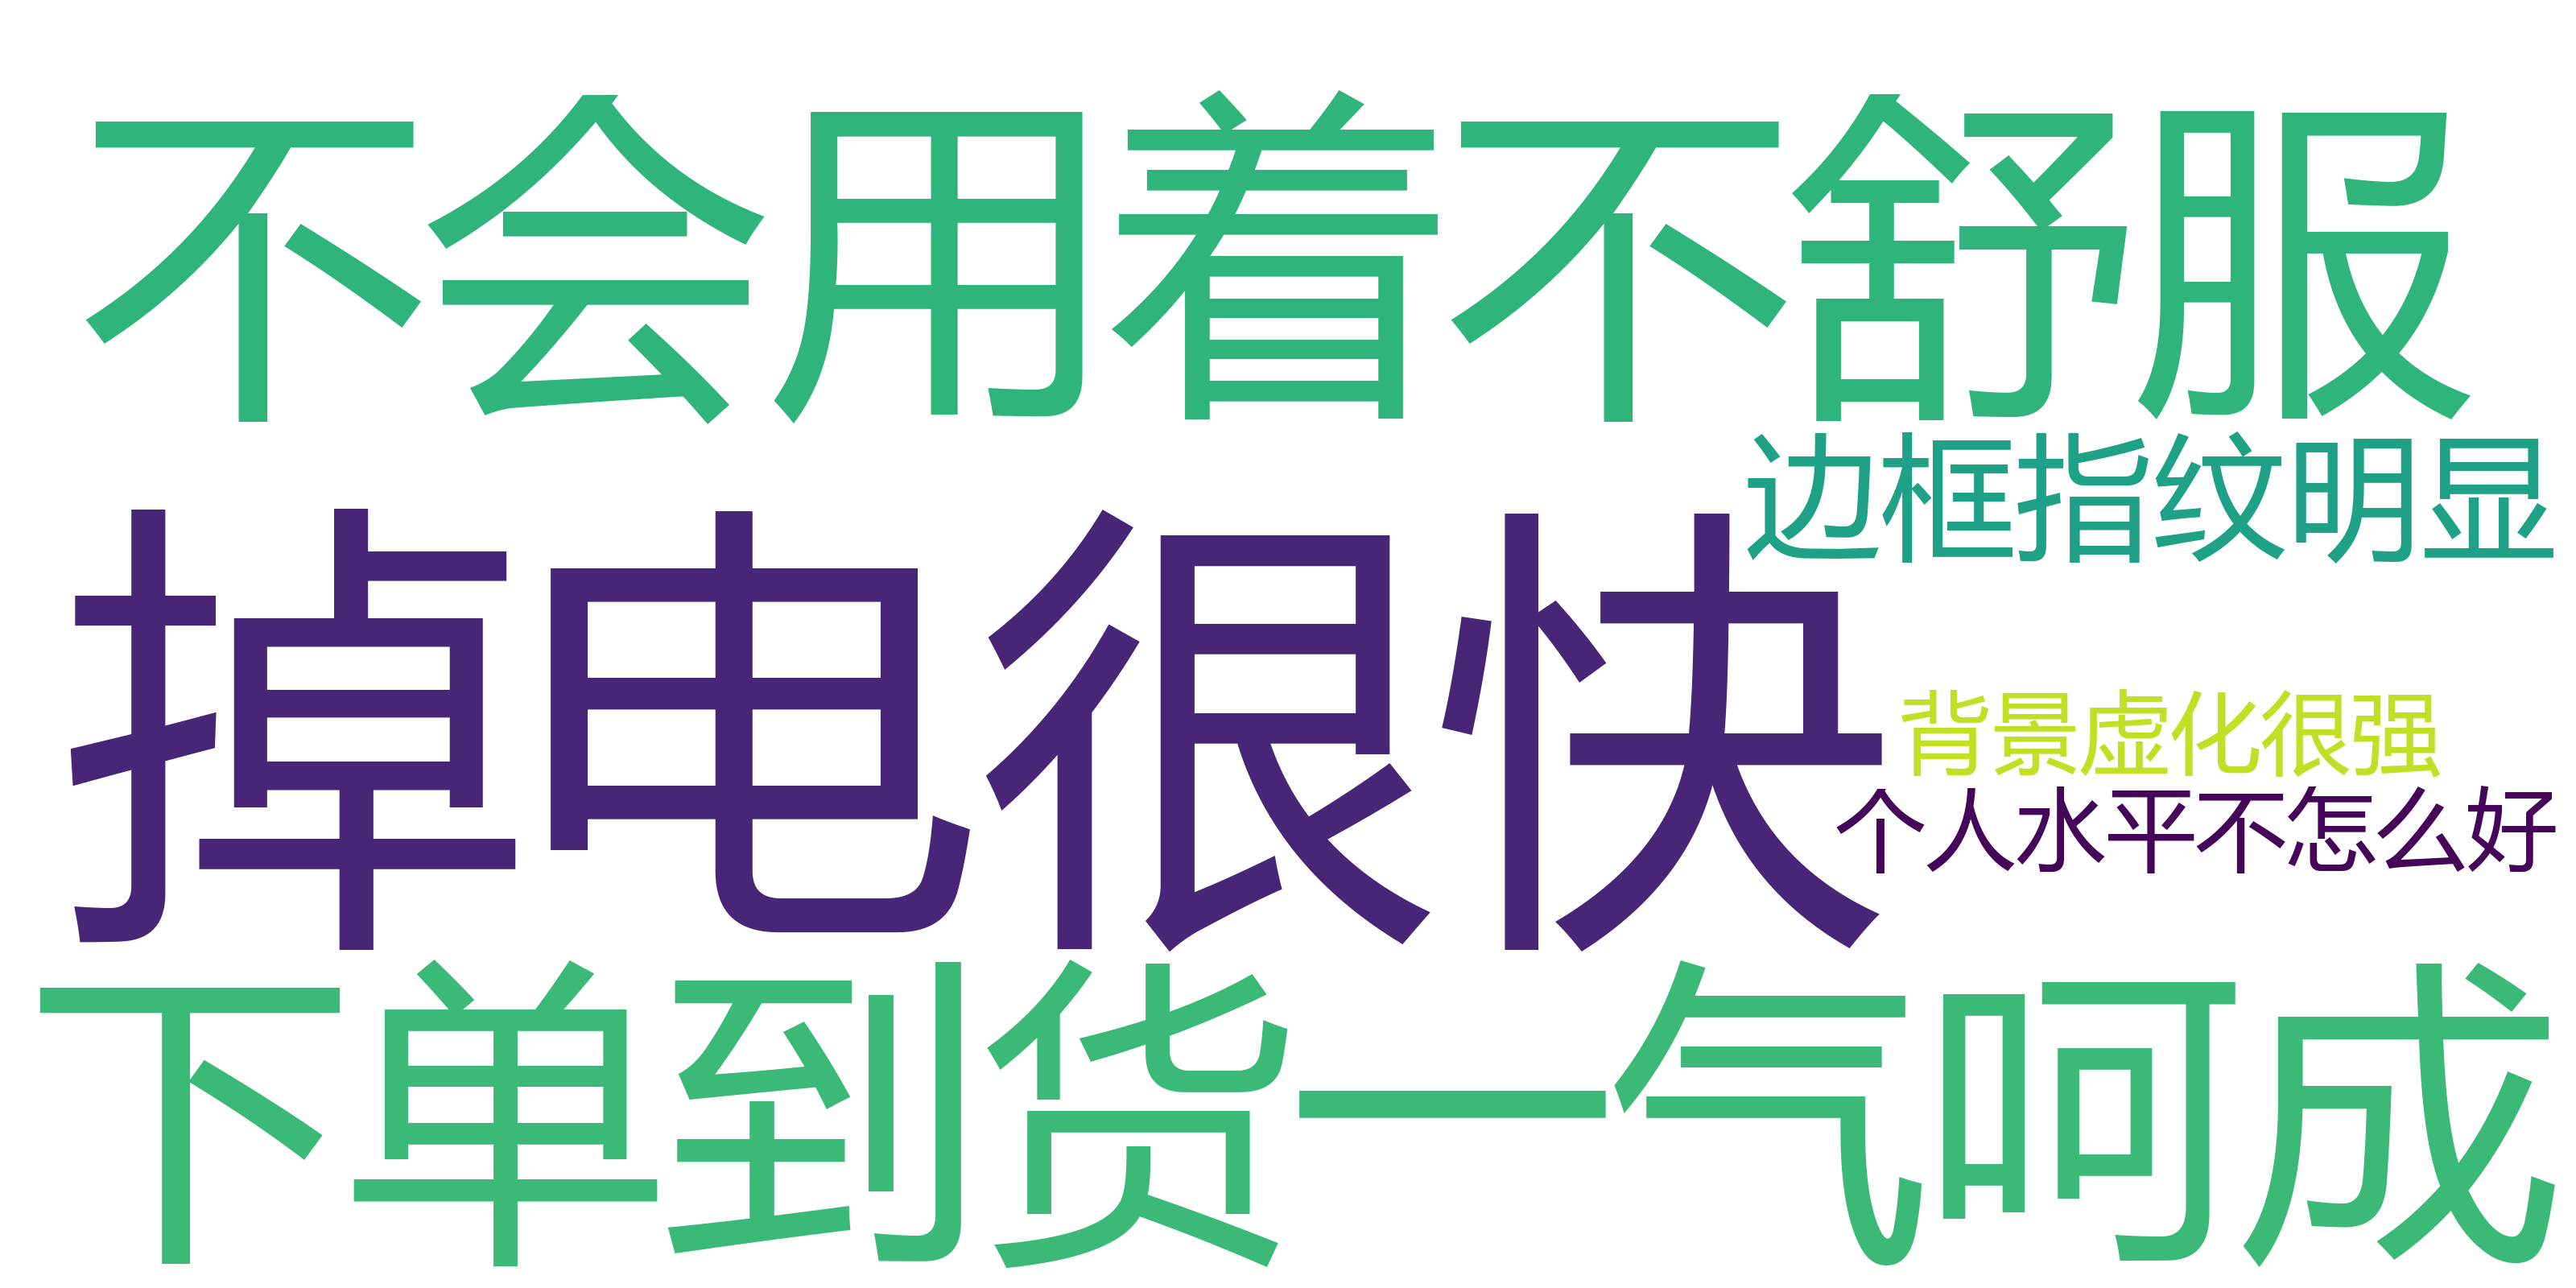 不会用着不舒服
边框指纹明显
掉电很快
背景虚化很强
个人水平不怎么好
下单到货一气呵成